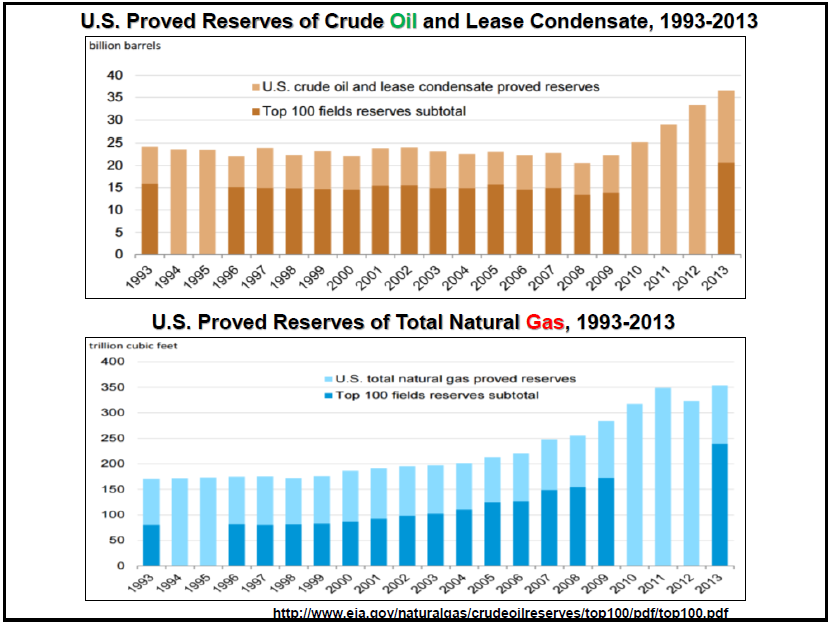 U.S. Proved Reserves of Crude Oil and Lease Condensate, 1993-2013
billion barrels
40
35
30
25
20
15
10
5
0
U.S. crude oil and lease condensate proved reserves
Top 100 fields reserves subtotal
1993 1994 1995 1996 1997 1998 1999 2000 2001 2002 2003 2004 2005 2006 2007 2008 2009 2010 2011 2012 2013
U.S. Proved Reserves of Total Natural Gas, 1993-2013
trillion cubic feet
400
350
300
250
200
150
100
50
0
U.S. total natural gas proved reserves
Top 100 fields reserves subtotal
1993 1994 1995 1996 1997 1998 1999 2000 2001 2002 2003 2004 2005 2006 2007 2008 2009 2010 2011 2012 2013
http://www.eia.gov/naturalgas/crudeoilreserves/top100/pdf/top100.pdf